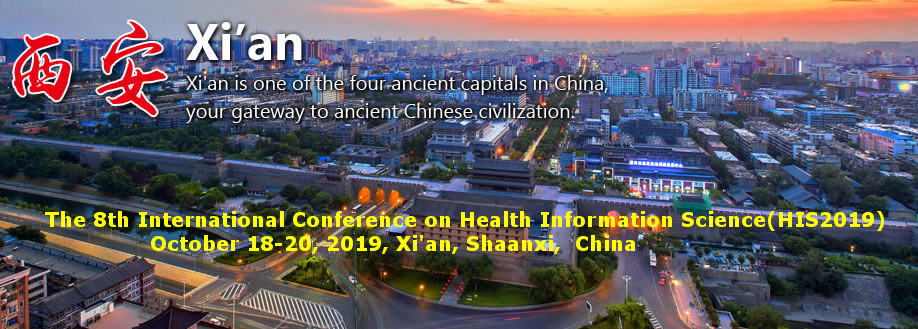 西安
Xi'an
Xi'an is one of the four ancient capitals in China,
your gateway to ancient Chinese civilization.
The 8th International Conference on Health Information Science(HIS2019)
October 18-20, 2019, Xi'an, Shaanxi, China